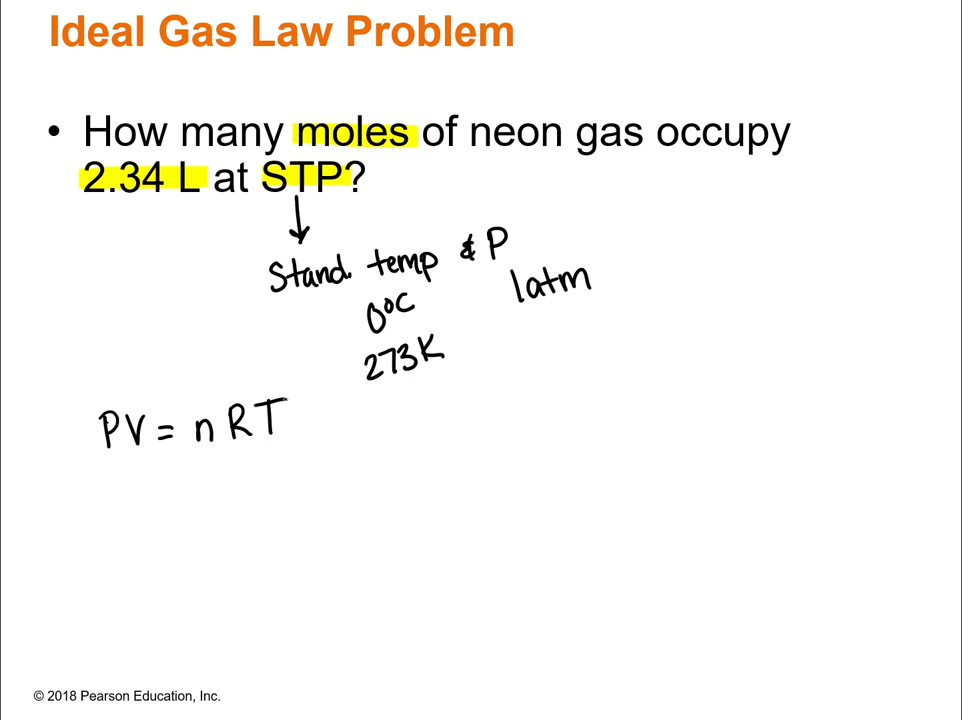 Ideal Gas Law Problem
• How many moles of neon gas occupy
2.34 L at STP?
Stand. temp & P
0°C
1atm
273K
PV = nRT
© 2018 Pearson Education, Inc.